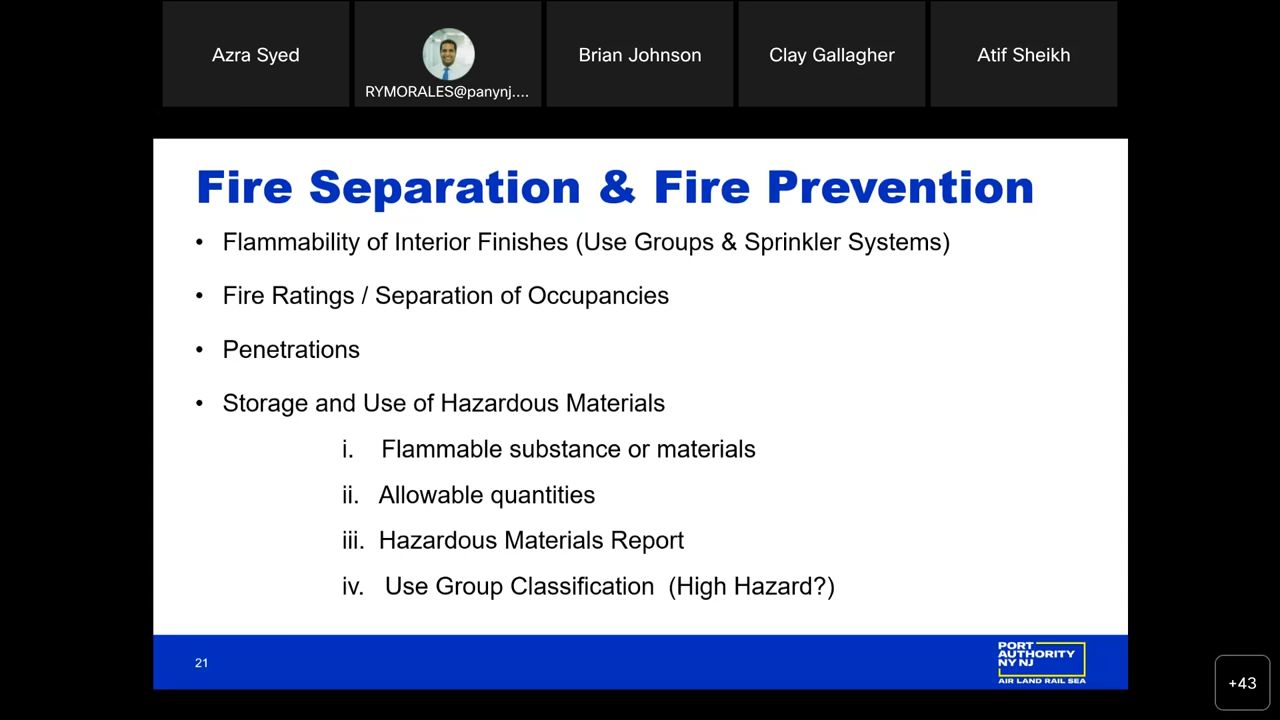 Azra Syed
RYMORALES@panynj....
Brian Johnson
Clay Gallagher
Atif Sheikh
Fire Separation & Fire Prevention
• Flammability of Interior Finishes (Use Groups & Sprinkler Systems)
• Fire Ratings / Separation of Occupancies
• Penetrations
• Storage and Use of Hazardous Materials
i. Flammable substance or materials
ii. Allowable quantities
iii. Hazardous Materials Report
iv. Use Group Classification (High Hazard?)
21
PORT
AUTHORITY
NY NJ
AIR LAND RAIL SEA
+43